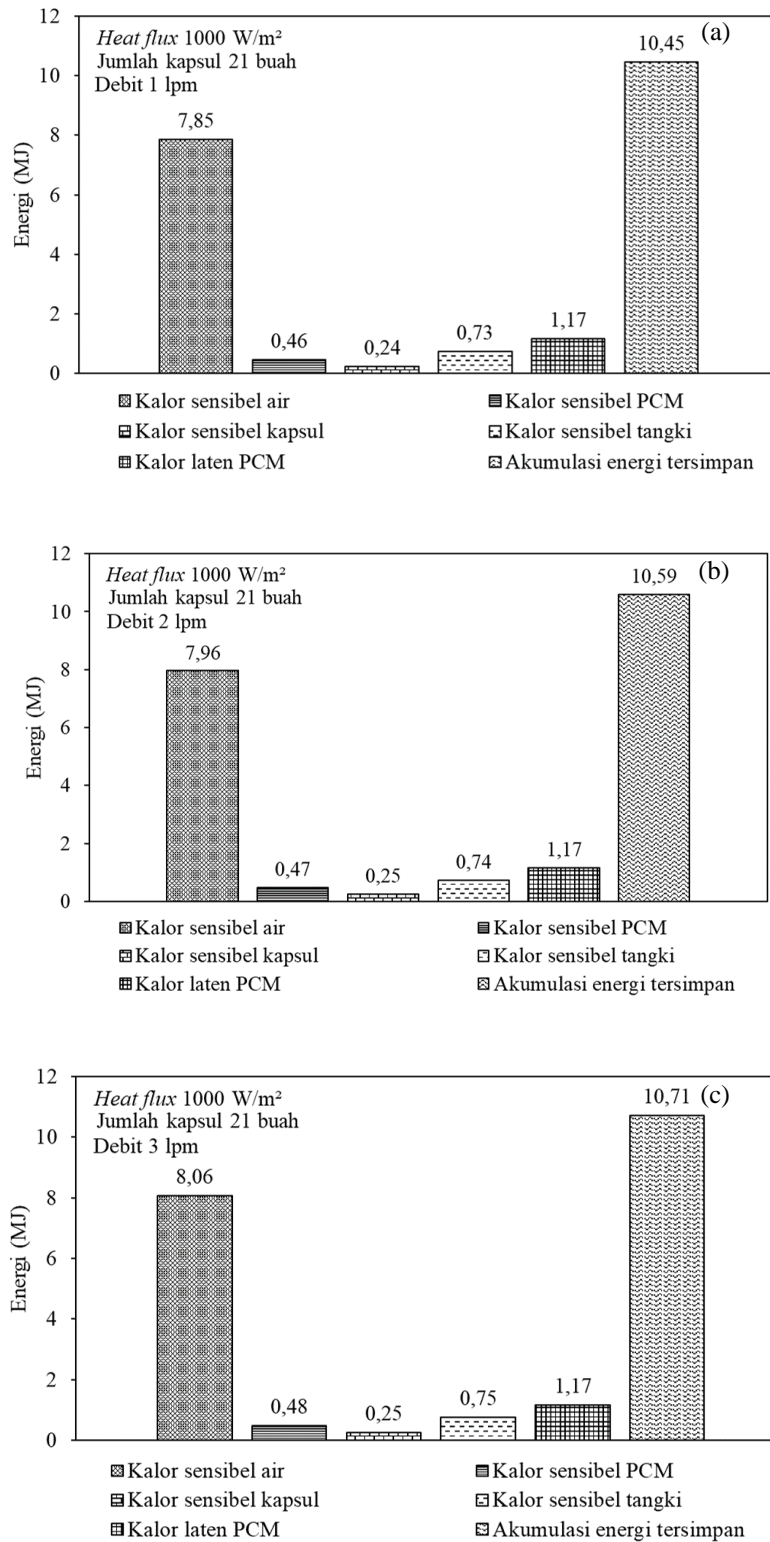 (a)
Heat flux 1000 W/m²
Jumlah kapsul 21 buah
Debit 1 lpm
Energi (MJ)
12
10
8
6
4
2
0
7,85
0,46
0,24
0,73
1,17
10,45
Kalor sensibel air
Kalor sensibel PCM
Kalor sensibel kapsul
Kalor sensibel tangki
Kalor laten PCM
Akumulasi energi tersimpan
(b)
Heat flux 1000 W/m²
Jumlah kapsul 21 buah
Debit 2 lpm
Energi (MJ)
12
10
8
6
4
2
0
7,96
0,47
0,25
0,74
1,17
10,59
Kalor sensibel air
Kalor sensibel PCM
Kalor sensibel kapsul
Kalor sensibel tangki
Kalor laten PCM
Akumulasi energi tersimpan
(c)
Heat flux 1000 W/m²
Jumlah kapsul 21 buah
Debit 3 lpm
Energi (MJ)
12
10
8
6
4
2
0
8,06
0,48
0,25
0,75
1,17
10,71
Kalor sensibel air
Kalor sensibel PCM
Kalor sensibel kapsul
Kalor sensibel tangki
Kalor laten PCM
Akumulasi energi tersimpan